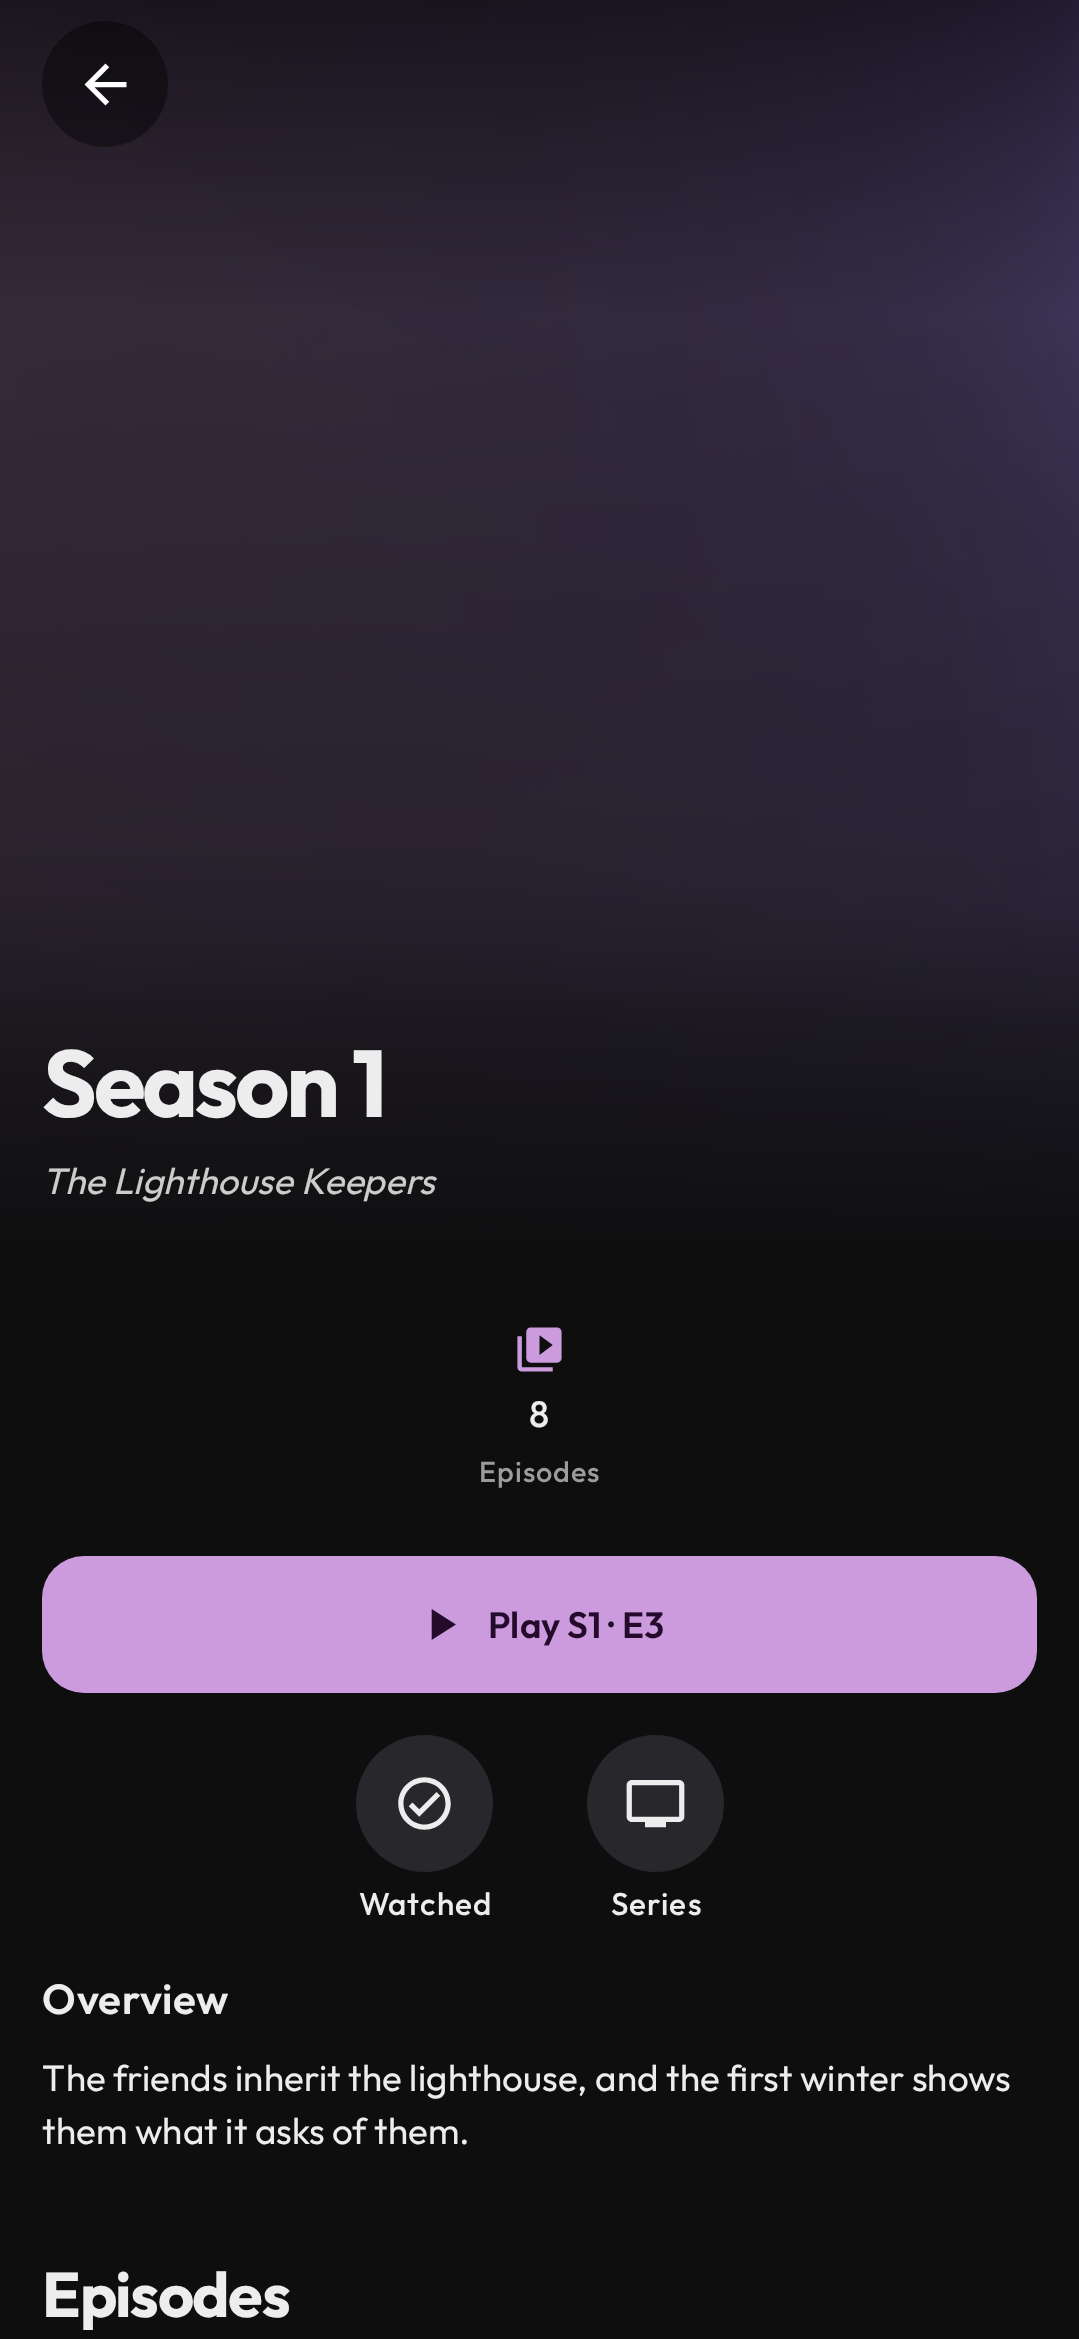 Season 1
The Lighthouse Keepers
8
Episodes
Play S1 · E3
Watched
Series
Overview
The friends inherit the lighthouse, and the first winter shows
them what it asks of them.
Episodes